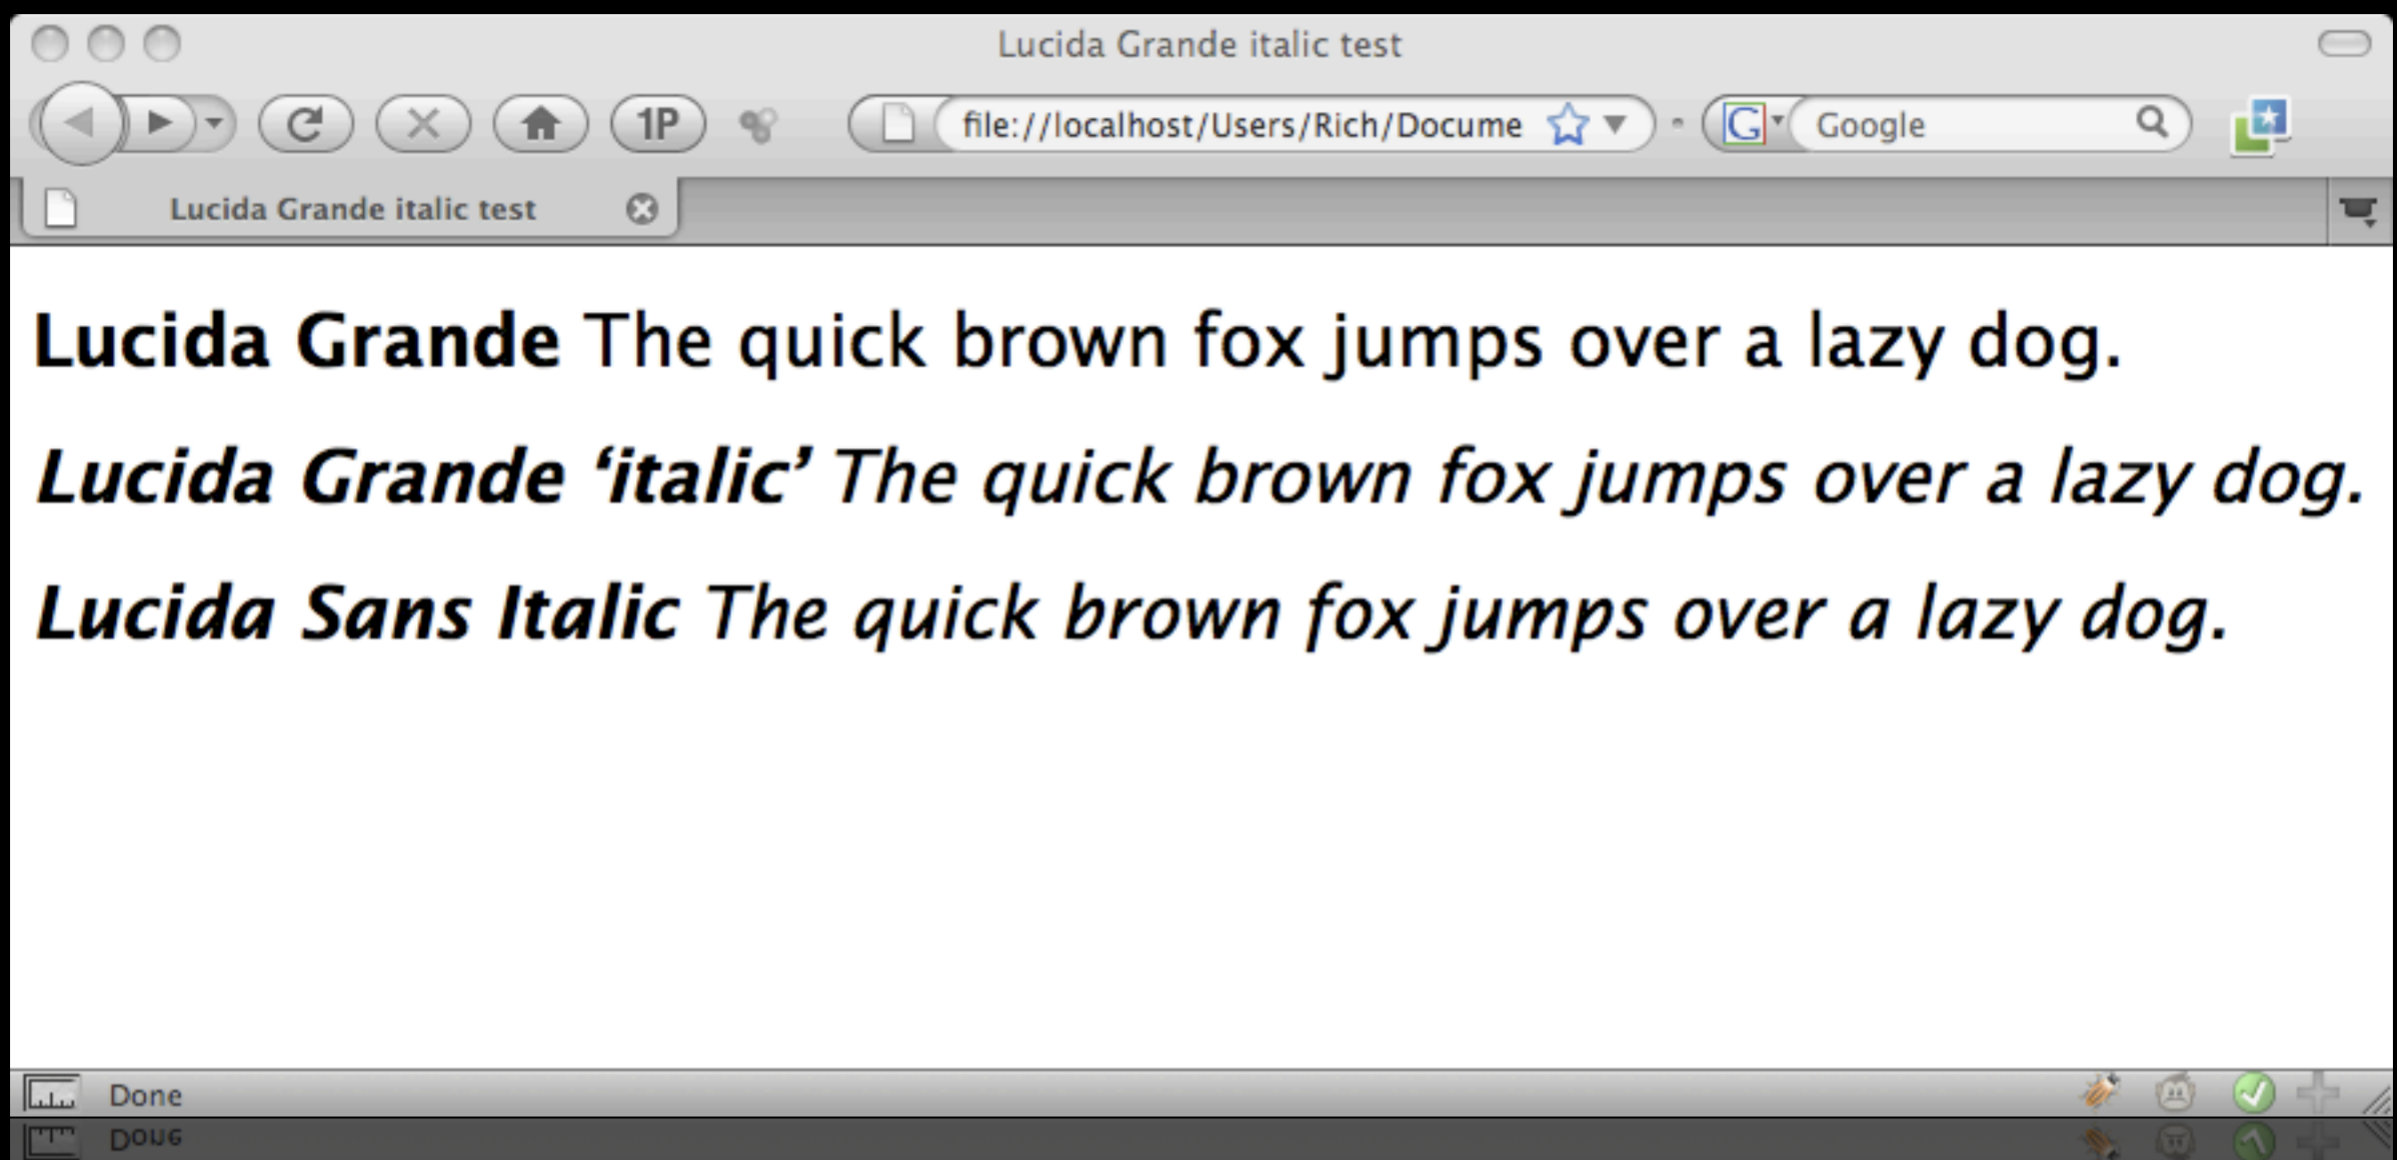 Lucida Grande italic test
1P
file://localhost/Users/Rich/Docume
G
Google
Lucida Grande italic test
Lucida Grande The quick brown fox jumps over a lazy dog.
Lucida Grande ‘italic’ The quick brown fox jumps over a lazy dog.
Lucida Sans Italic The quick brown fox jumps over a lazy dog.
Done